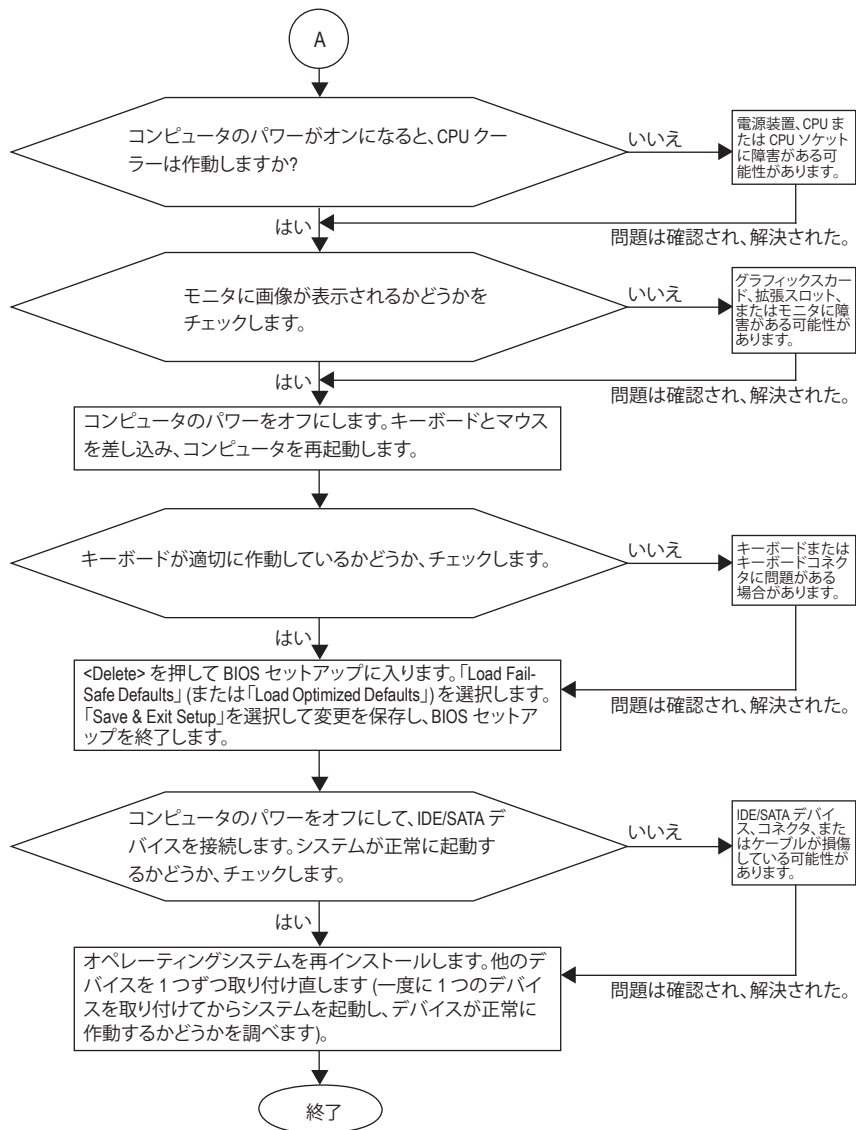 A
コンピュータのパワーがオンになると、CPU ク
ーラーは作動しますか?
いいえ
電源装置、CPU ま
たは CPU ソケット
に障害がある可
能性があります。
はい
問題は確認され、解決された。
モニタに画像が表示されるかどうかを
チェックします。
いいえ
グラフィックスカー
ド、拡張スロット、
またはモニタに障
害がある可能性が
あります。
はい
問題は確認され、解決された。
コンピュータのパワーをオフにします。キーボードとマウス
を差し込み、コンピュータを再起動します。
キーボードが適切に作動しているかどうか、チェックします。
いいえ
キーボードまたは
キーボードコネク
タに問題がある
場合があります。
はい
問題は確認され、解決された。
<Delete> を押して BIOS セットアップに入ります。「Load Fail-
Safe Defaults」 (または「Load Optimized Defaults」) を選択します。
「Save & Exit Setup」を選択して変更を保存し、BIOS セットア
ップを終了します。
コンピュータのパワーをオフにして、IDE/SATA デ
バイスを接続します。システムが正常に起動す
るかどうか、チェックします。
いいえ
IDE/SATA デバイ
ス、コネクタ、また
はケーブルが損傷
している可能性が
あります。
はい
問題は確認され、解決された。
オペレーティングシステムを再インストールします。他のデ
バイスを 1 つずつ取り付け直します (一度に 1 つのデバイ
スを取り付けてからシステムを起動し、デバイスが正常に
作動するかどうかを調べます)。
終了